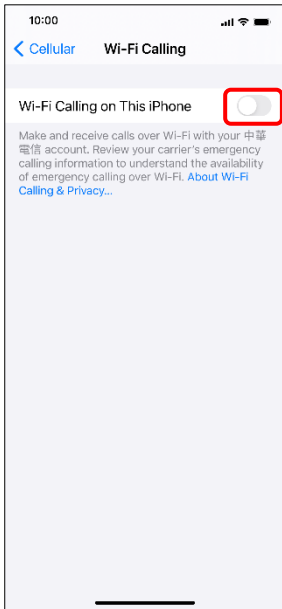 10:00
Cellular Wi-Fi Calling
Wi-Fi Calling on This iPhone
Make and receive calls over Wi-Fi with your 中華
電信 account. Review your carrier's emergency
calling information to understand the availability
of emergency calling over Wi-Fi. About Wi-Fi
Calling & Privacy...